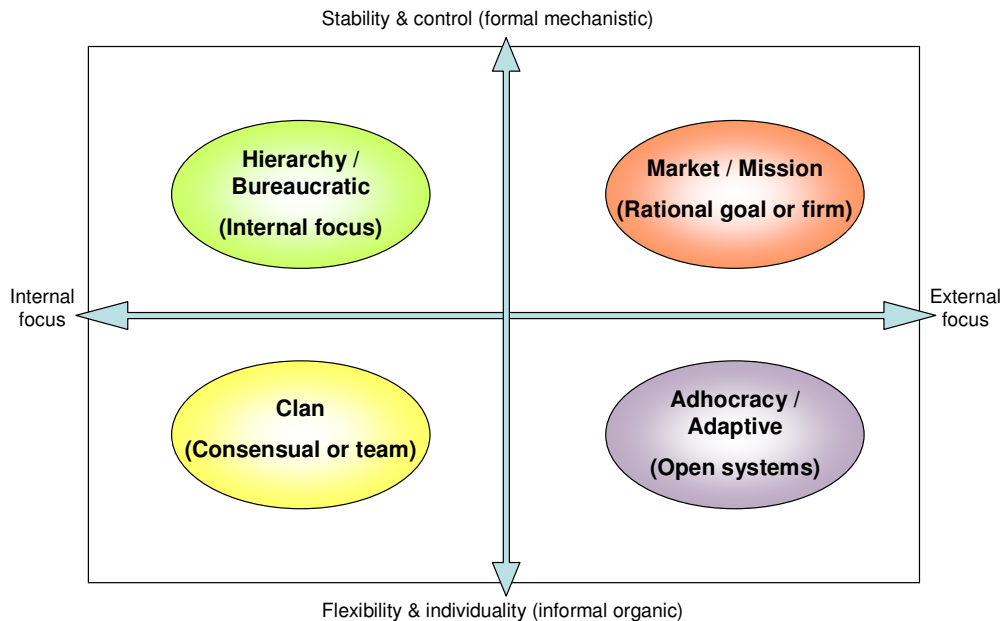 Stability & control (formal mechanistic)
Hierarchy /
Bureaucratic
(Internal focus)
Market / Mission
(Rational goal or firm)
Internal
focus
External
focus
Clan
(Consensual or team)
Adhocracy /
Adaptive
(Open systems)
Flexibility & individuality (informal organic)